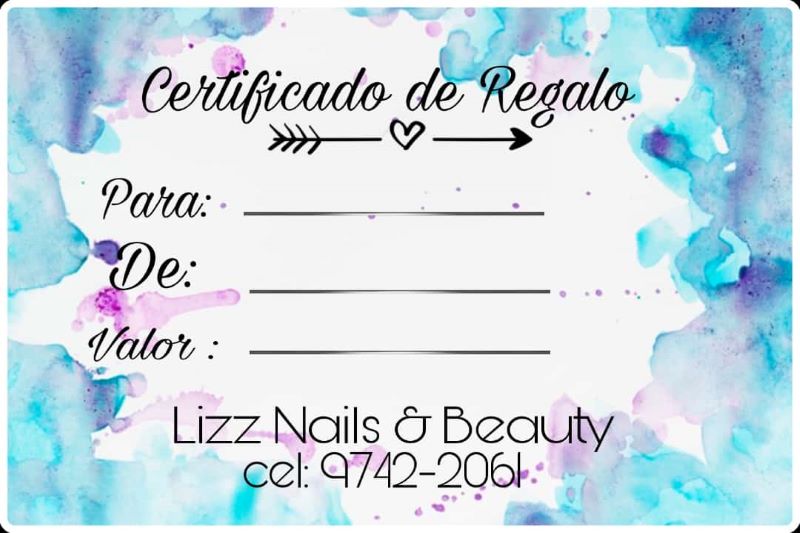 Certificado de Regalo
Para:
De:
Valor :
Lizz Nails & Beauty
cel: 9742-2061